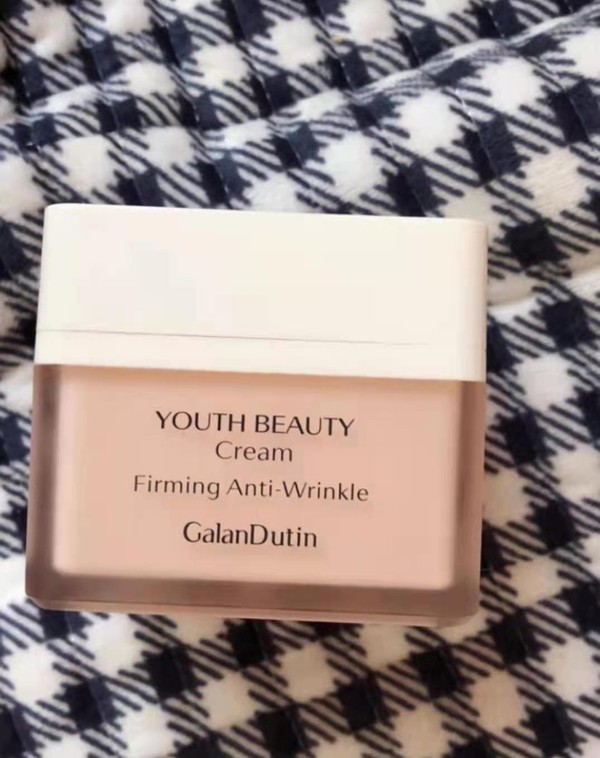 YOUTH BEAUTY
Cream
Firming Anti-Wrinkle
GalanDutin